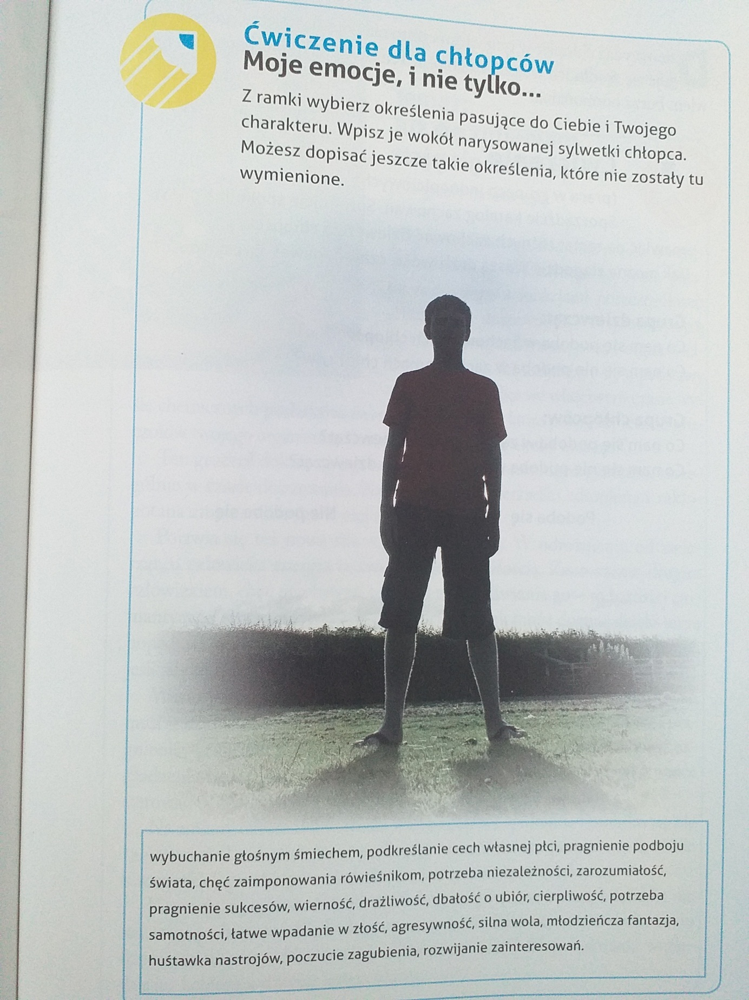 Ćwiczenie dla chłopców
Moje emocje, i nie tylko...
Z ramki wybierz określenia pasujące do Ciebie i Twojego
charakteru. Wpisz je wokół narysowanej sylwetki chłopca.
Możesz dopisać jeszcze takie określenia, które nie zostały tu
wymienione.
wybuchanie głośnym śmiechem, podkreślanie cech własnej płci, pragnienie podboju
świata, chęć zaimponowania rówieśnikom, potrzeba niezależności, zarozumiałość,
pragnienie sukcesów, wierność, drażliwość, dbałość o ubiór, cierpliwość, potrzeba
samotności, łatwe wpadanie w złość, agresywność, silna wola, młodzieńcza fantazja,
huśtawka nastrojów, poczucie zagubienia, rozwijanie zainteresowań.